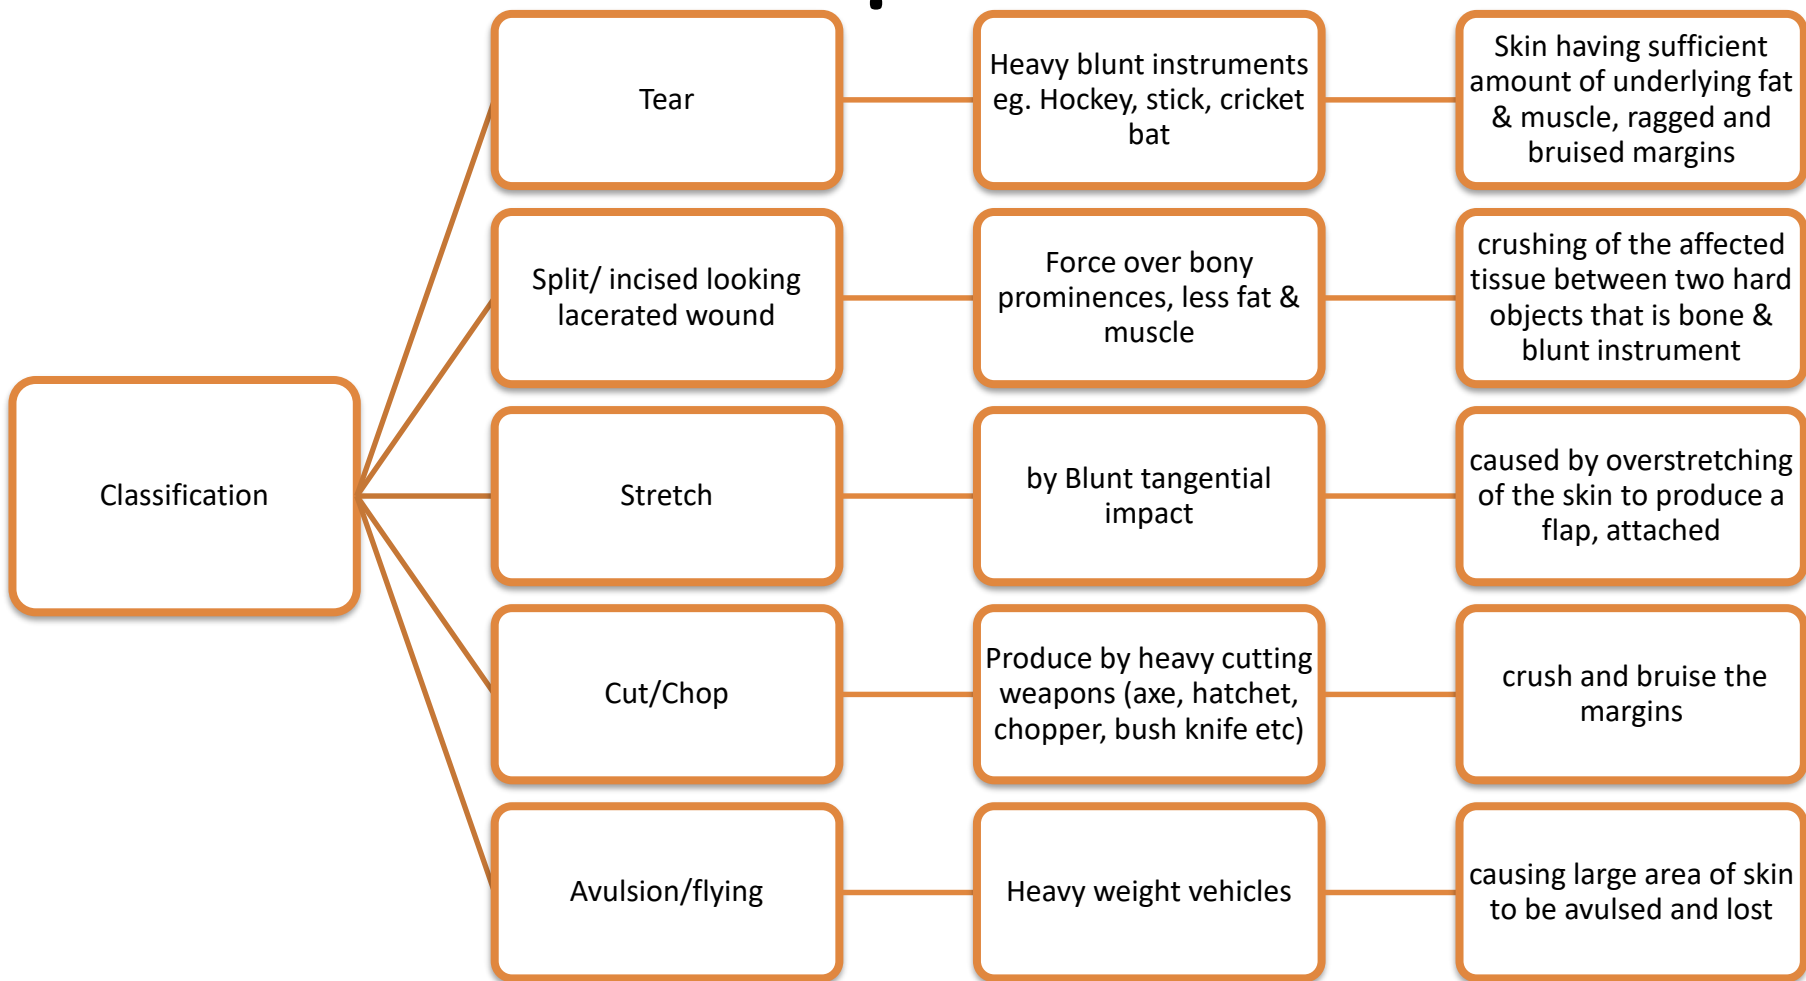 Classification
Tear
Heavy blunt instruments
eg. Hockey, stick, cricket
bat
Skin having sufficient
amount of underlying fat
& muscle, ragged and
bruised margins
Split/ incised looking
lacerated wound
Force over bony
prominences, less fat &
muscle
crushing of the affected
tissue between two hard
objects that is bone &
blunt instrument
Stretch
by Blunt tangential
impact
caused by overstretching
of the skin to produce a
flap, attached
Cut/Chop
Produce by heavy cutting
weapons (axe, hatchet,
chopper, bush knife etc)
crush and bruise the
margins
Avulsion/flying
Heavy weight vehicles
causing large area of skin
to be avulsed and lost